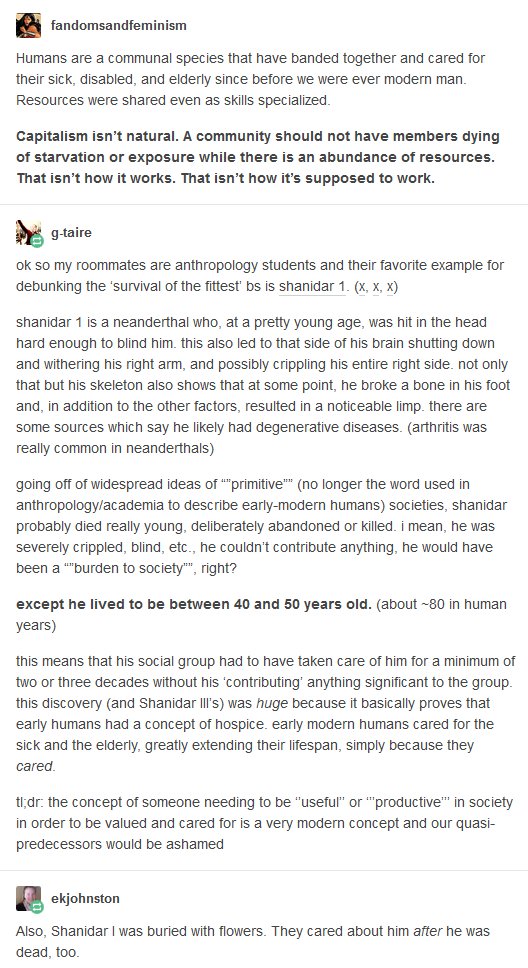 fandomsandfeminism
Humans are a communal species that have banded together and cared for
their sick, disabled, and elderly since before we were ever modern man.
Resources were shared even as skills specialized.
Capitalism isn’t natural. A community should not have members dying
of starvation or exposure while there is an abundance of resources.
That isn’t how it works. That isn’t how it’s supposed to work.
g-taire
ok so my roommates are anthropology students and their favorite example for
debunking the ‘survival of the fittest’ bs is shanidar 1. (x, x, x)
shanidar 1 is a neanderthal who, at a pretty young age, was hit in the head
hard enough to blind him. this also led to that side of his brain shutting down
and withering his right arm, and possibly crippling his entire right side. not only
that but his skeleton also shows that at some point, he broke a bone in his foot
and, in addition to the other factors, resulted in a noticeable limp. there are
some sources which say he likely had degenerative diseases. (arthritis was
really common in neanderthals)
going off of widespread ideas of “”primitive”” (no longer the word used in
anthropology/academia to describe early-modern humans) societies, shanidar
probably died really young, deliberately abandoned or killed. i mean, he was
severely crippled, blind, etc., he couldn’t contribute anything, he would have
been a “”burden to society””, right?
except he lived to be between 40 and 50 years old. (about ~80 in human
years)
this means that his social group had to have taken care of him for a minimum of
two or three decades without his ‘contributing’ anything significant to the group.
this discovery (and Shanidar III’s) was huge because it basically proves that
early humans had a concept of hospice. early modern humans cared for the
sick and the elderly, greatly extending their lifespan, simply because they
cared.
tl;dr: the concept of someone needing to be ‘’useful’’ or ‘’’productive’’’ in society
in order to be valued and cared for is a very modern concept and our quasi-
predecessors would be ashamed
ekjohnston
Also, Shanidar I was buried with flowers. They cared about him after he was
dead, too.